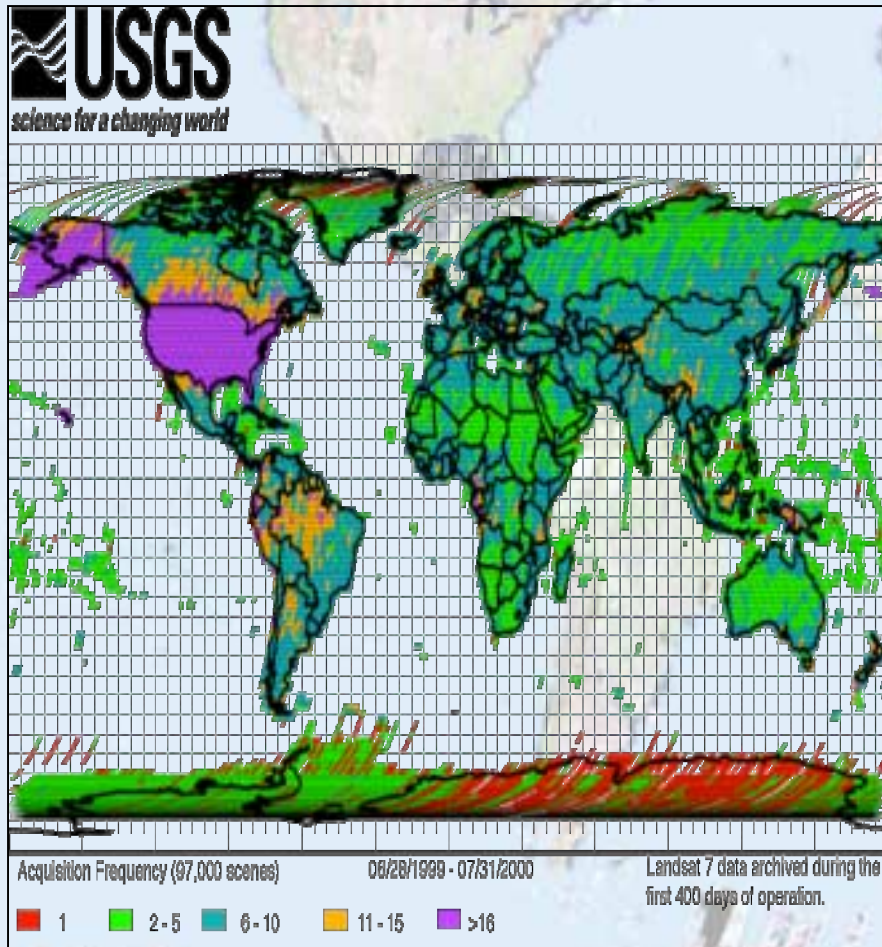 USGS
science for a changing world
Acquisition Frequency (97,000 scenes)
06/28/1999 - 07/31/2000
Landsat 7 data archived during the
first 400 days of operation.
1
2 - 5
6 - 10
11 - 15
>16